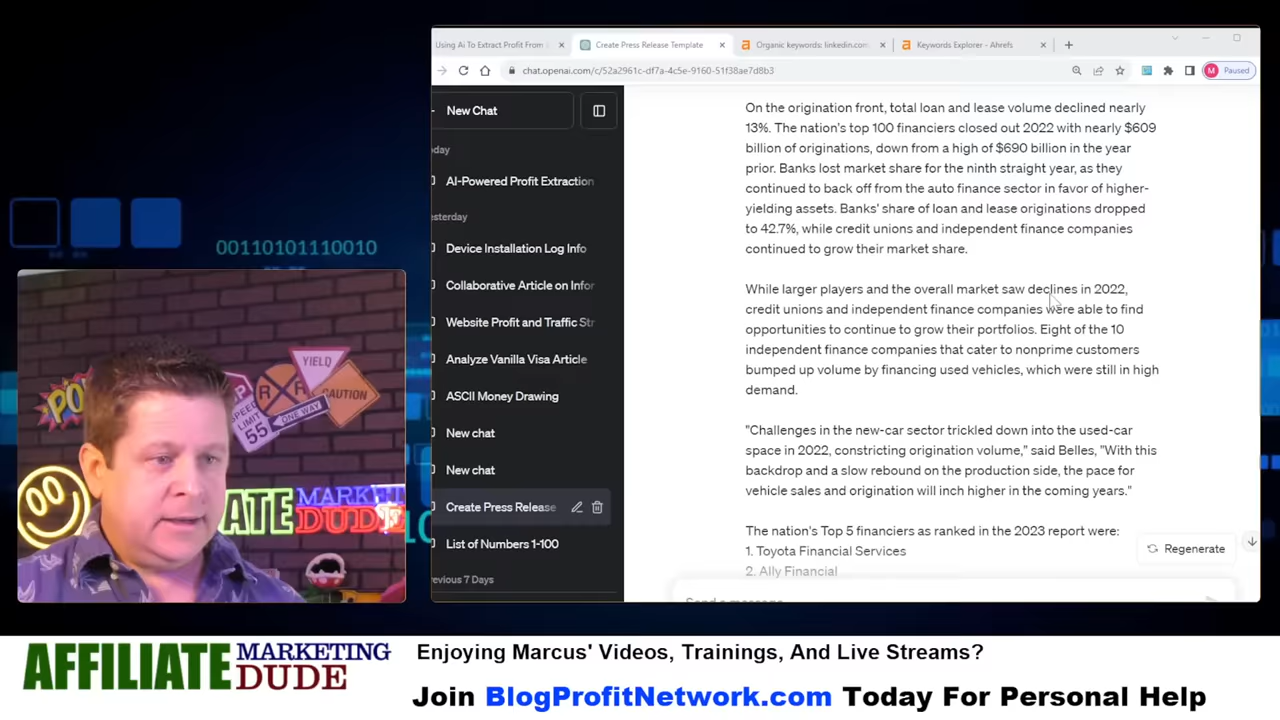 Using Ai To Extract Profit From
Create Press Release Template
Organic keywords: linkedin.com
Keywords Explorer - Ahrefs
chat.openai.com/c/52a2961c-df7a-4c5e-9160-51f38ae7d8b3
M Paused
New Chat
oday
AI-Powered Profit Extraction
esterday
Device Installation Log Info
Collaborative Article on Infor
Website Profit and Traffic Str
Analyze Vanilla Visa Article
ASCII Money Drawing
New chat
New chat
Create Press Release
List of Numbers 1-100
revious 7 Days
On the origination front, total loan and lease volume declined nearly
13%. The nation's top 100 financiers closed out 2022 with nearly $609
billion of originations, down from a high of $690 billion in the year
prior. Banks lost market share for the ninth straight year, as they
continued to back off from the auto finance sector in favor of higher-
yielding assets. Banks' share of loan and lease originations dropped
to 42.7%, while credit unions and independent finance companies
continued to grow their market share.
While larger players and the overall market saw declines in 2022,
credit unions and independent finance companies were able to find
opportunities to continue to grow their portfolios. Eight of the 10
independent finance companies that cater to nonprime customers
bumped up volume by financing used vehicles, which were still in high
demand.
"Challenges in the new-car sector trickled down into the used-car
space in 2022, constricting origination volume," said Belles, "With this
backdrop and a slow rebound on the production side, the pace for
vehicle sales and origination will inch higher in the coming years."
The nation's Top 5 financiers as ranked in the 2023 report were:
1. Toyota Financial Services
2. Ally Financial
Regenerate
Send a message
00110101110010
YIELD
CAUTION
R R
ONE WAY
SPEED
LIMIT
55
ATE
MARKETING
DUDE
AFFILIATE
MARKETING
DUDE
Enjoying Marcus' Videos, Trainings, And Live Streams?
Join BlogProfitNetwork.com Today For Personal Help